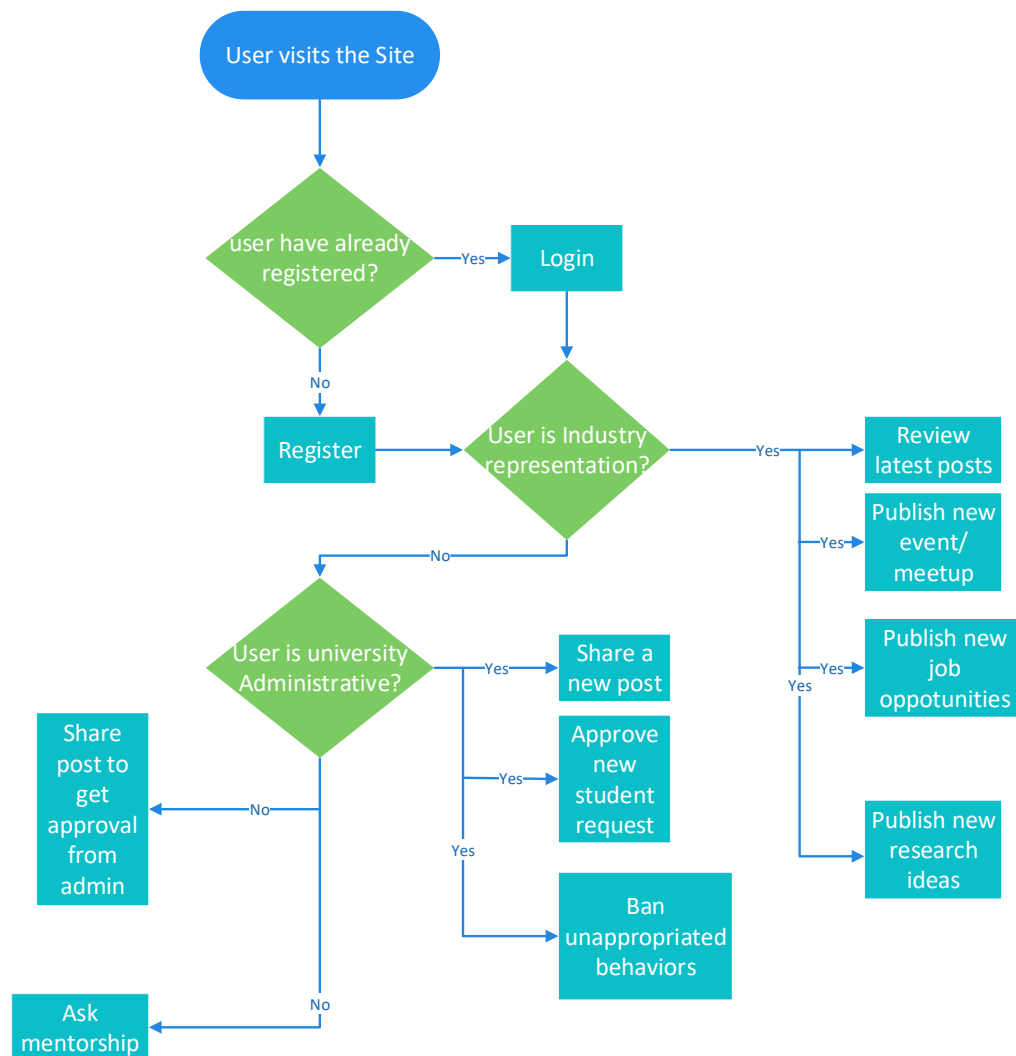 User visits the Site
user have already
registered?
Yes
Login
No
Register
User is Industry
representation?
Yes
Review
latest posts
Yes
Publish new
event/
meetup
Yes
Publish new
job
oppotunities
Yes
Publish new
research
ideas
No
User is university
Administrative?
Yes
Share a
new post
Yes
Approve
new
student
request
Yes
Ban
unappropriated
behaviors
No
Share
post to
get
approval
from
admin
No
Ask
mentorship